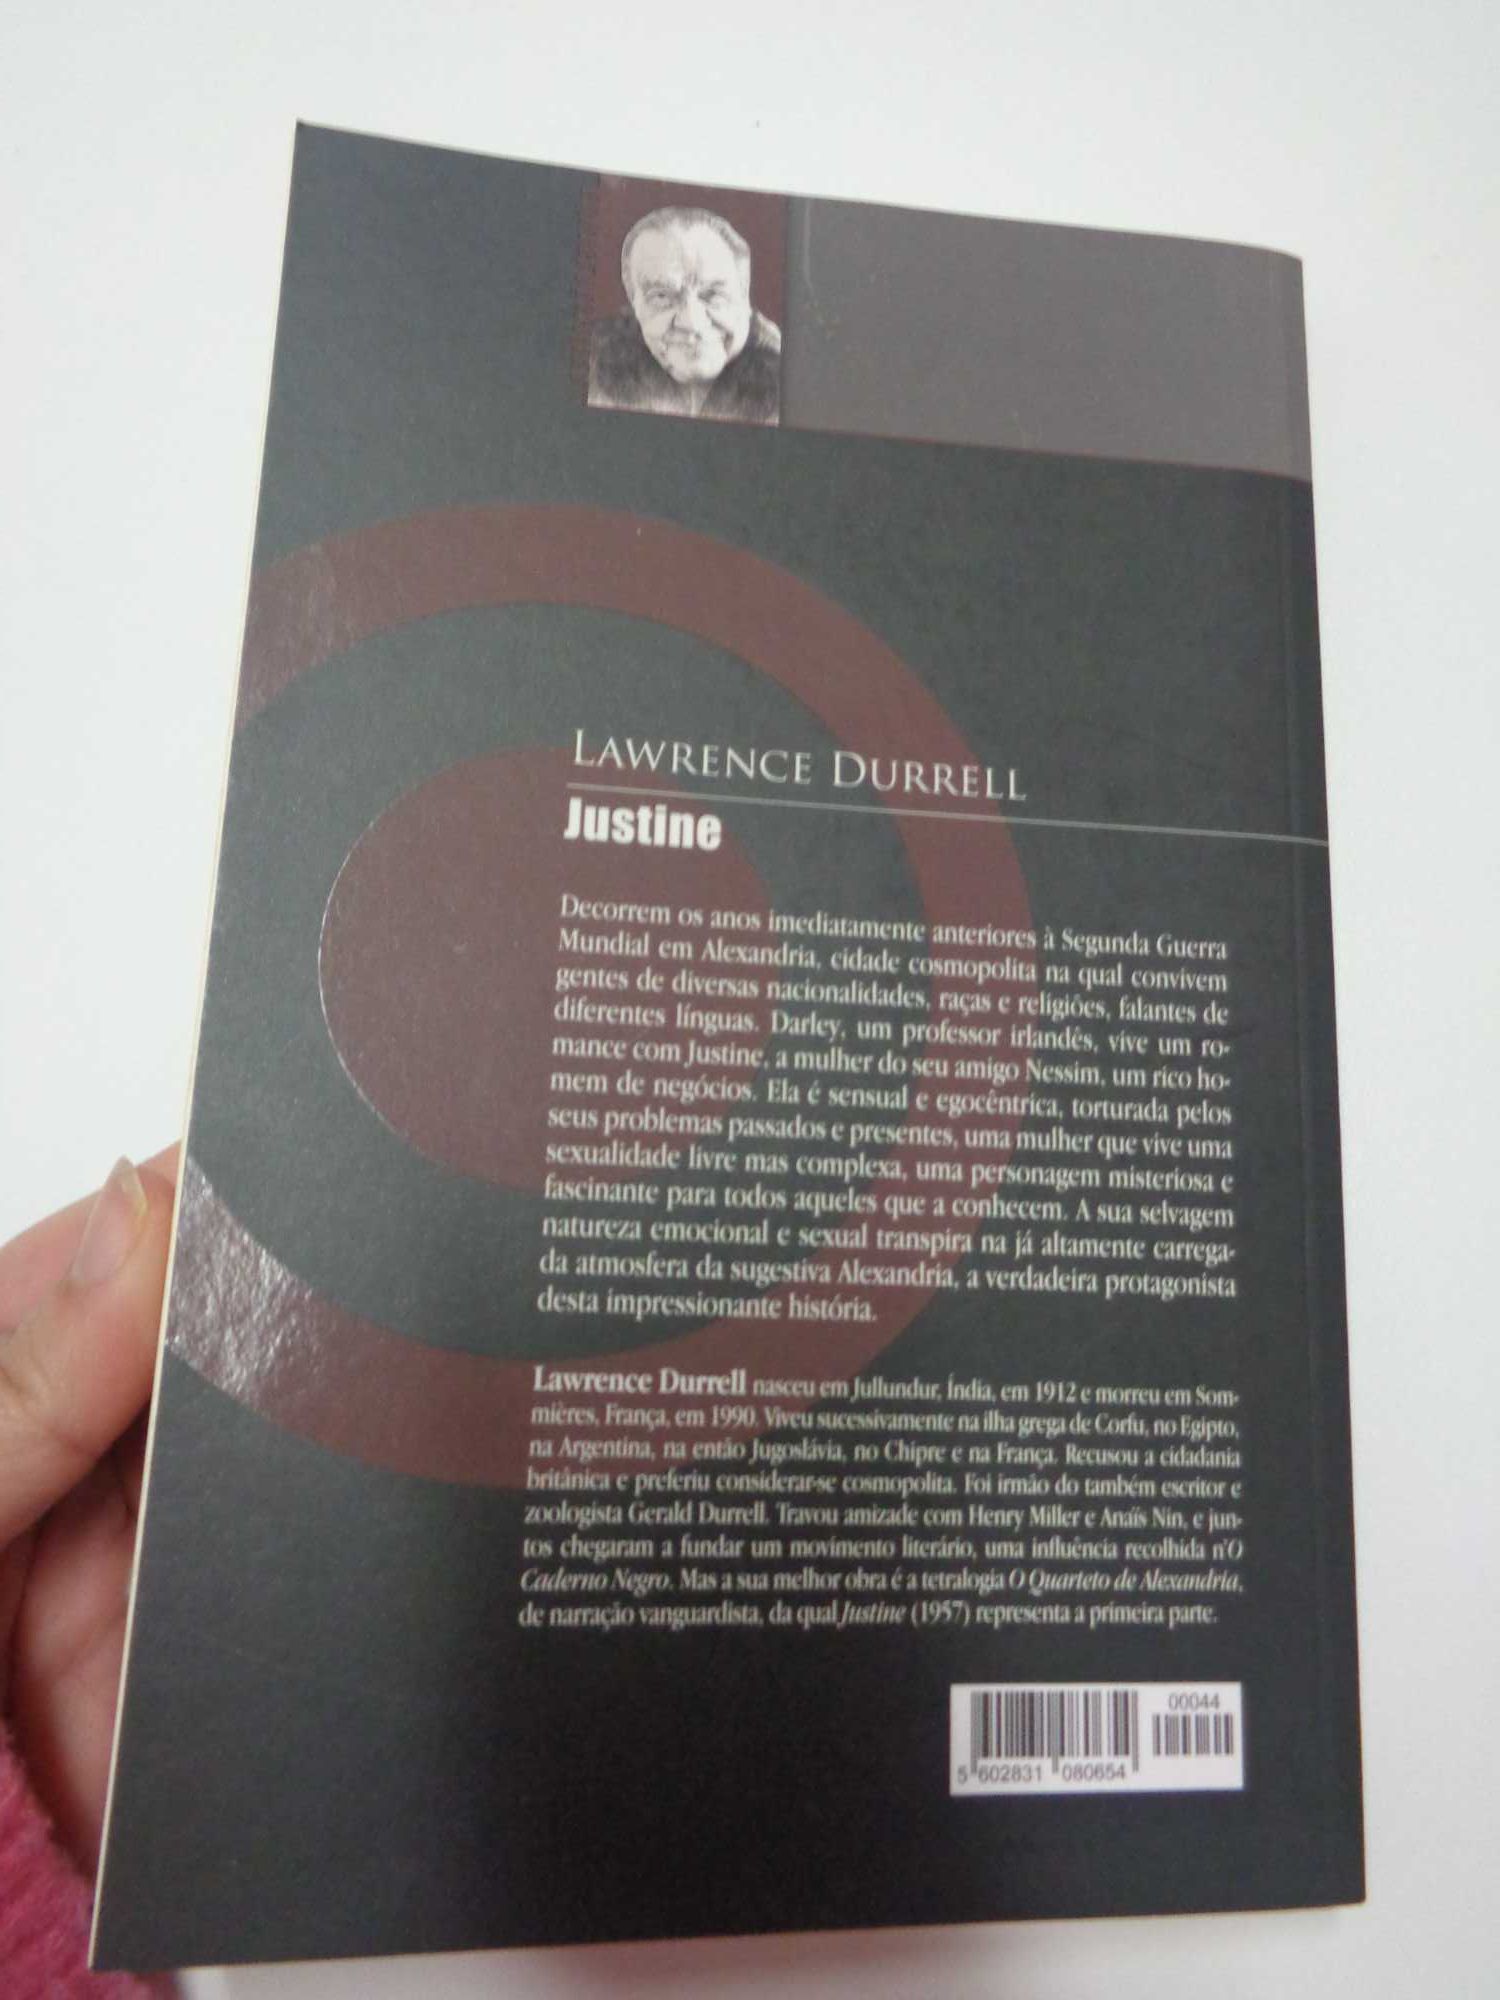 LAWRENCE DURRELL
Justine
Decorrem os anos imediatamente anteriores à Segunda Guerra
Mundial em Alexandria, cidade cosmopolita na qual convivem
gentes de diversas nacionalidades, raças e religiões, falantes de
diferentes línguas. Darley, um professor irlandês, vive um ro-
mance com Justine, a mulher do seu amigo Nessim, um rico ho-
mem de negócios. Ela é sensual e egocêntrica, torturada pelos
seus problemas passados e presentes, uma mulher que vive uma
sexualidade livre mas complexa, uma personagem misteriosa e
fascinante para todos aqueles que a conhecem. A sua selvagem
natureza emocional e sexual transpira na já altamente carrega-
da atmosfera da sugestiva Alexandria, a verdadeira protagonista
desta impressionante história.
Lawrence Durrell nasceu em Jullundur, Índia, em 1912 e morreu em Som-
mières, França, em 1990. Viveu sucessivamente na ilha grega de Corfu, no Egipto,
na Argentina, na então Jugoslávia, no Chipre e na França. Recusou a cidadania
britânica e preferiu considerar-se cosmopolita. Foi irmão do também escritor e
zoologista Gerald Durrell. Travou amizade com Henry Miller e Anaïs Nin, e jun-
tos chegaram a fundar um movimento literário, uma influência recolhida n'O
Caderno Negro. Mas a sua melhor obra é a tetralogia O Quarteto de Alexandria,
de narração vanguardista, da qual Justine (1957) representa a primeira parte.
00044
5 602831 080654